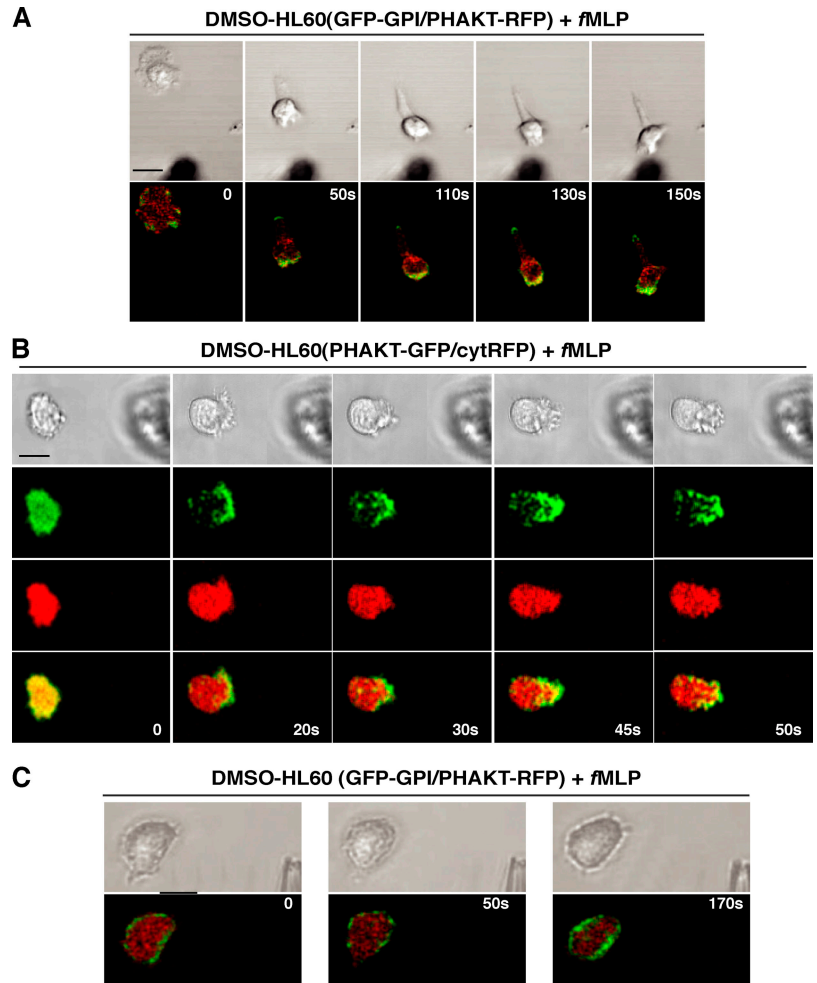 A
DMSO-HL60(GFP-GPI/PHAKT-RFP) + fMLP
0 50s 110s 130s 150s
B
DMSO-HL60(PHAKT-GFP/cytRFP) + fMLP
0 20s 30s 45s 50s
C
DMSO-HL60 (GFP-GPI/PHAKT-RFP) + fMLP
0 50s 170s